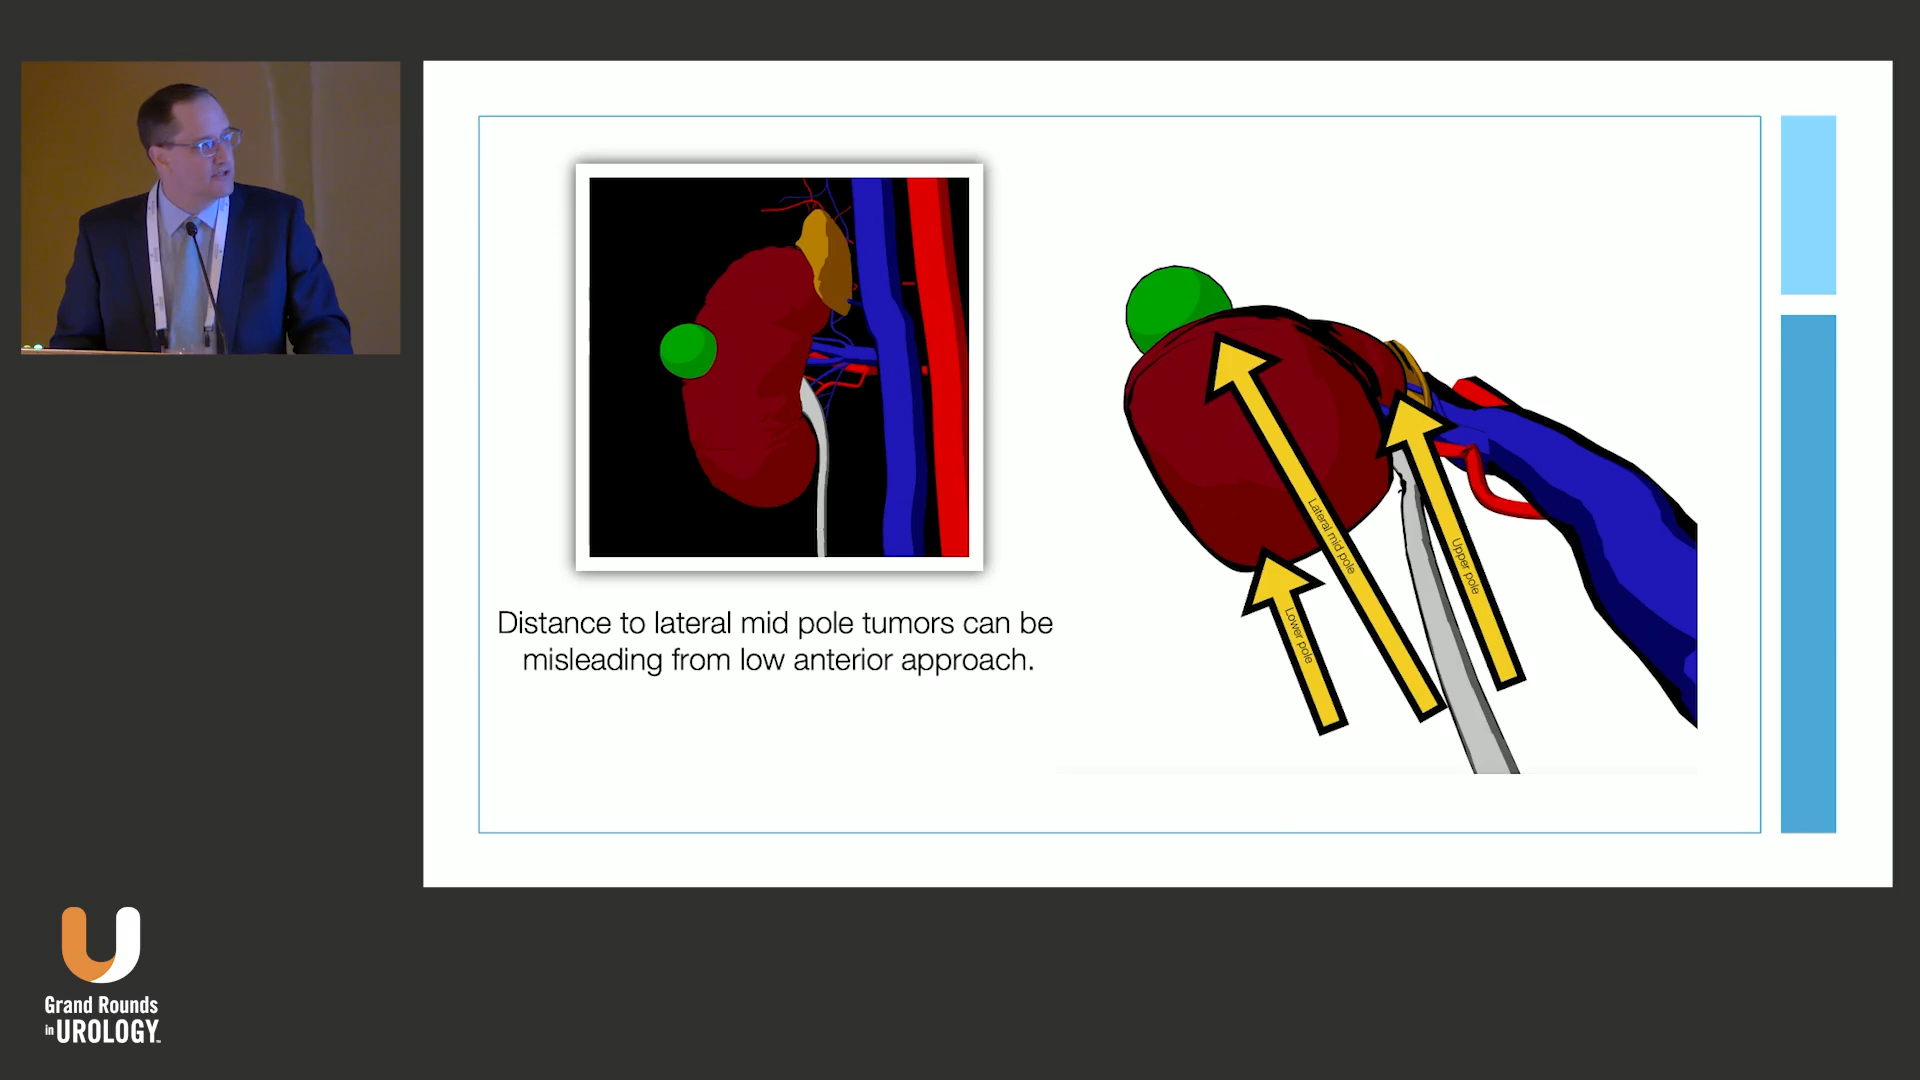 Distance to lateral mid pole tumors can be
misleading from low anterior approach.
Lateral mid pole
Upper pole
Lower pole
Grand Rounds
in UROLOGY™